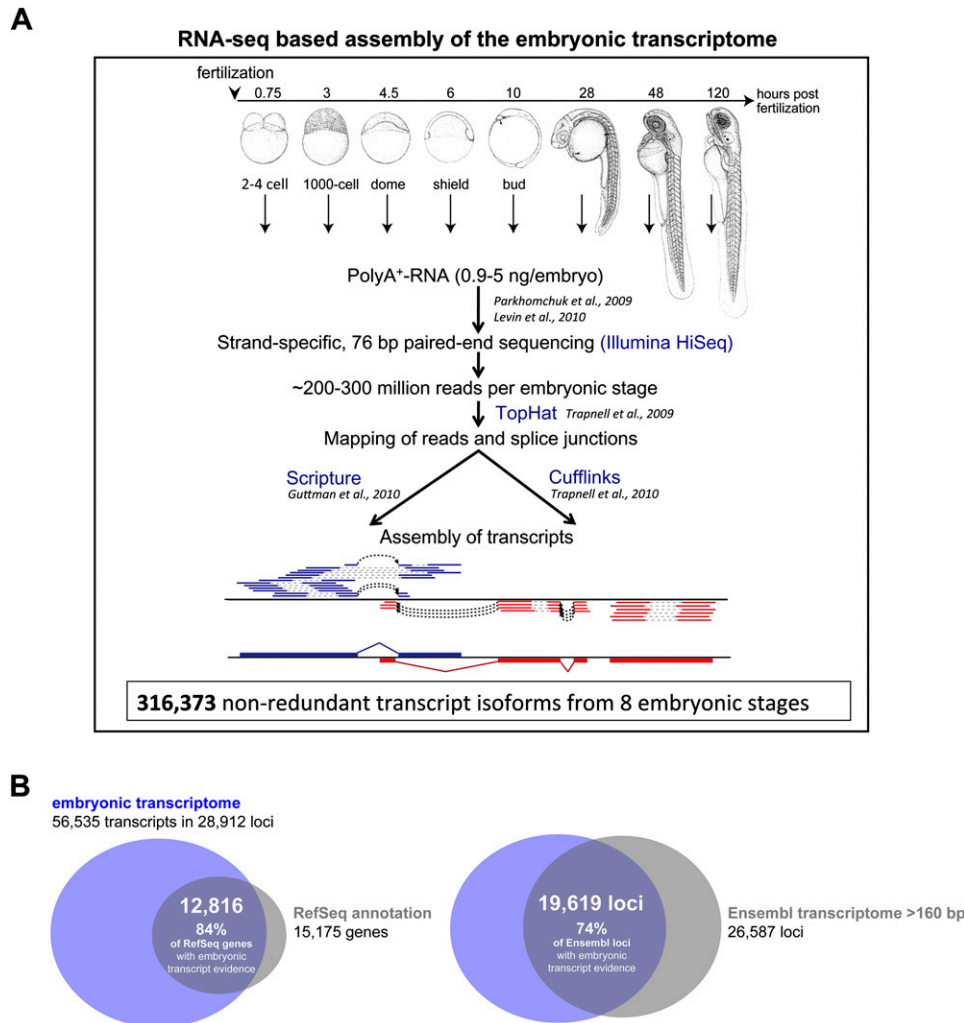 A
RNA-seq based assembly of the embryonic transcriptome
fertilization
0.75 3 4.5 6 10 28 48 120 hours post
fertilization
2-4 cell 1000-cell dome shield bud
PolyA⁺-RNA (0.9-5 ng/embryo)
Parkhomchuk et al., 2009
Levin et al., 2010
Strand-specific, 76 bp paired-end sequencing (Illumina HiSeq)
~200-300 million reads per embryonic stage
TopHat Trapnell et al., 2009
Mapping of reads and splice junctions
Scripture Cufflinks
Guttman et al., 2010 Trapnell et al., 2010
Assembly of transcripts
316,373 non-redundant transcript isoforms from 8 embryonic stages
B
embryonic transcriptome
56,535 transcripts in 28,912 loci
12,816
84%
of RefSeq genes
with embryonic
transcript evidence
RefSeq annotation
15,175 genes
19,619 loci
74%
of Ensembl loci
with embryonic
transcript evidence
Ensembl transcriptome >160 bp
26,587 loci